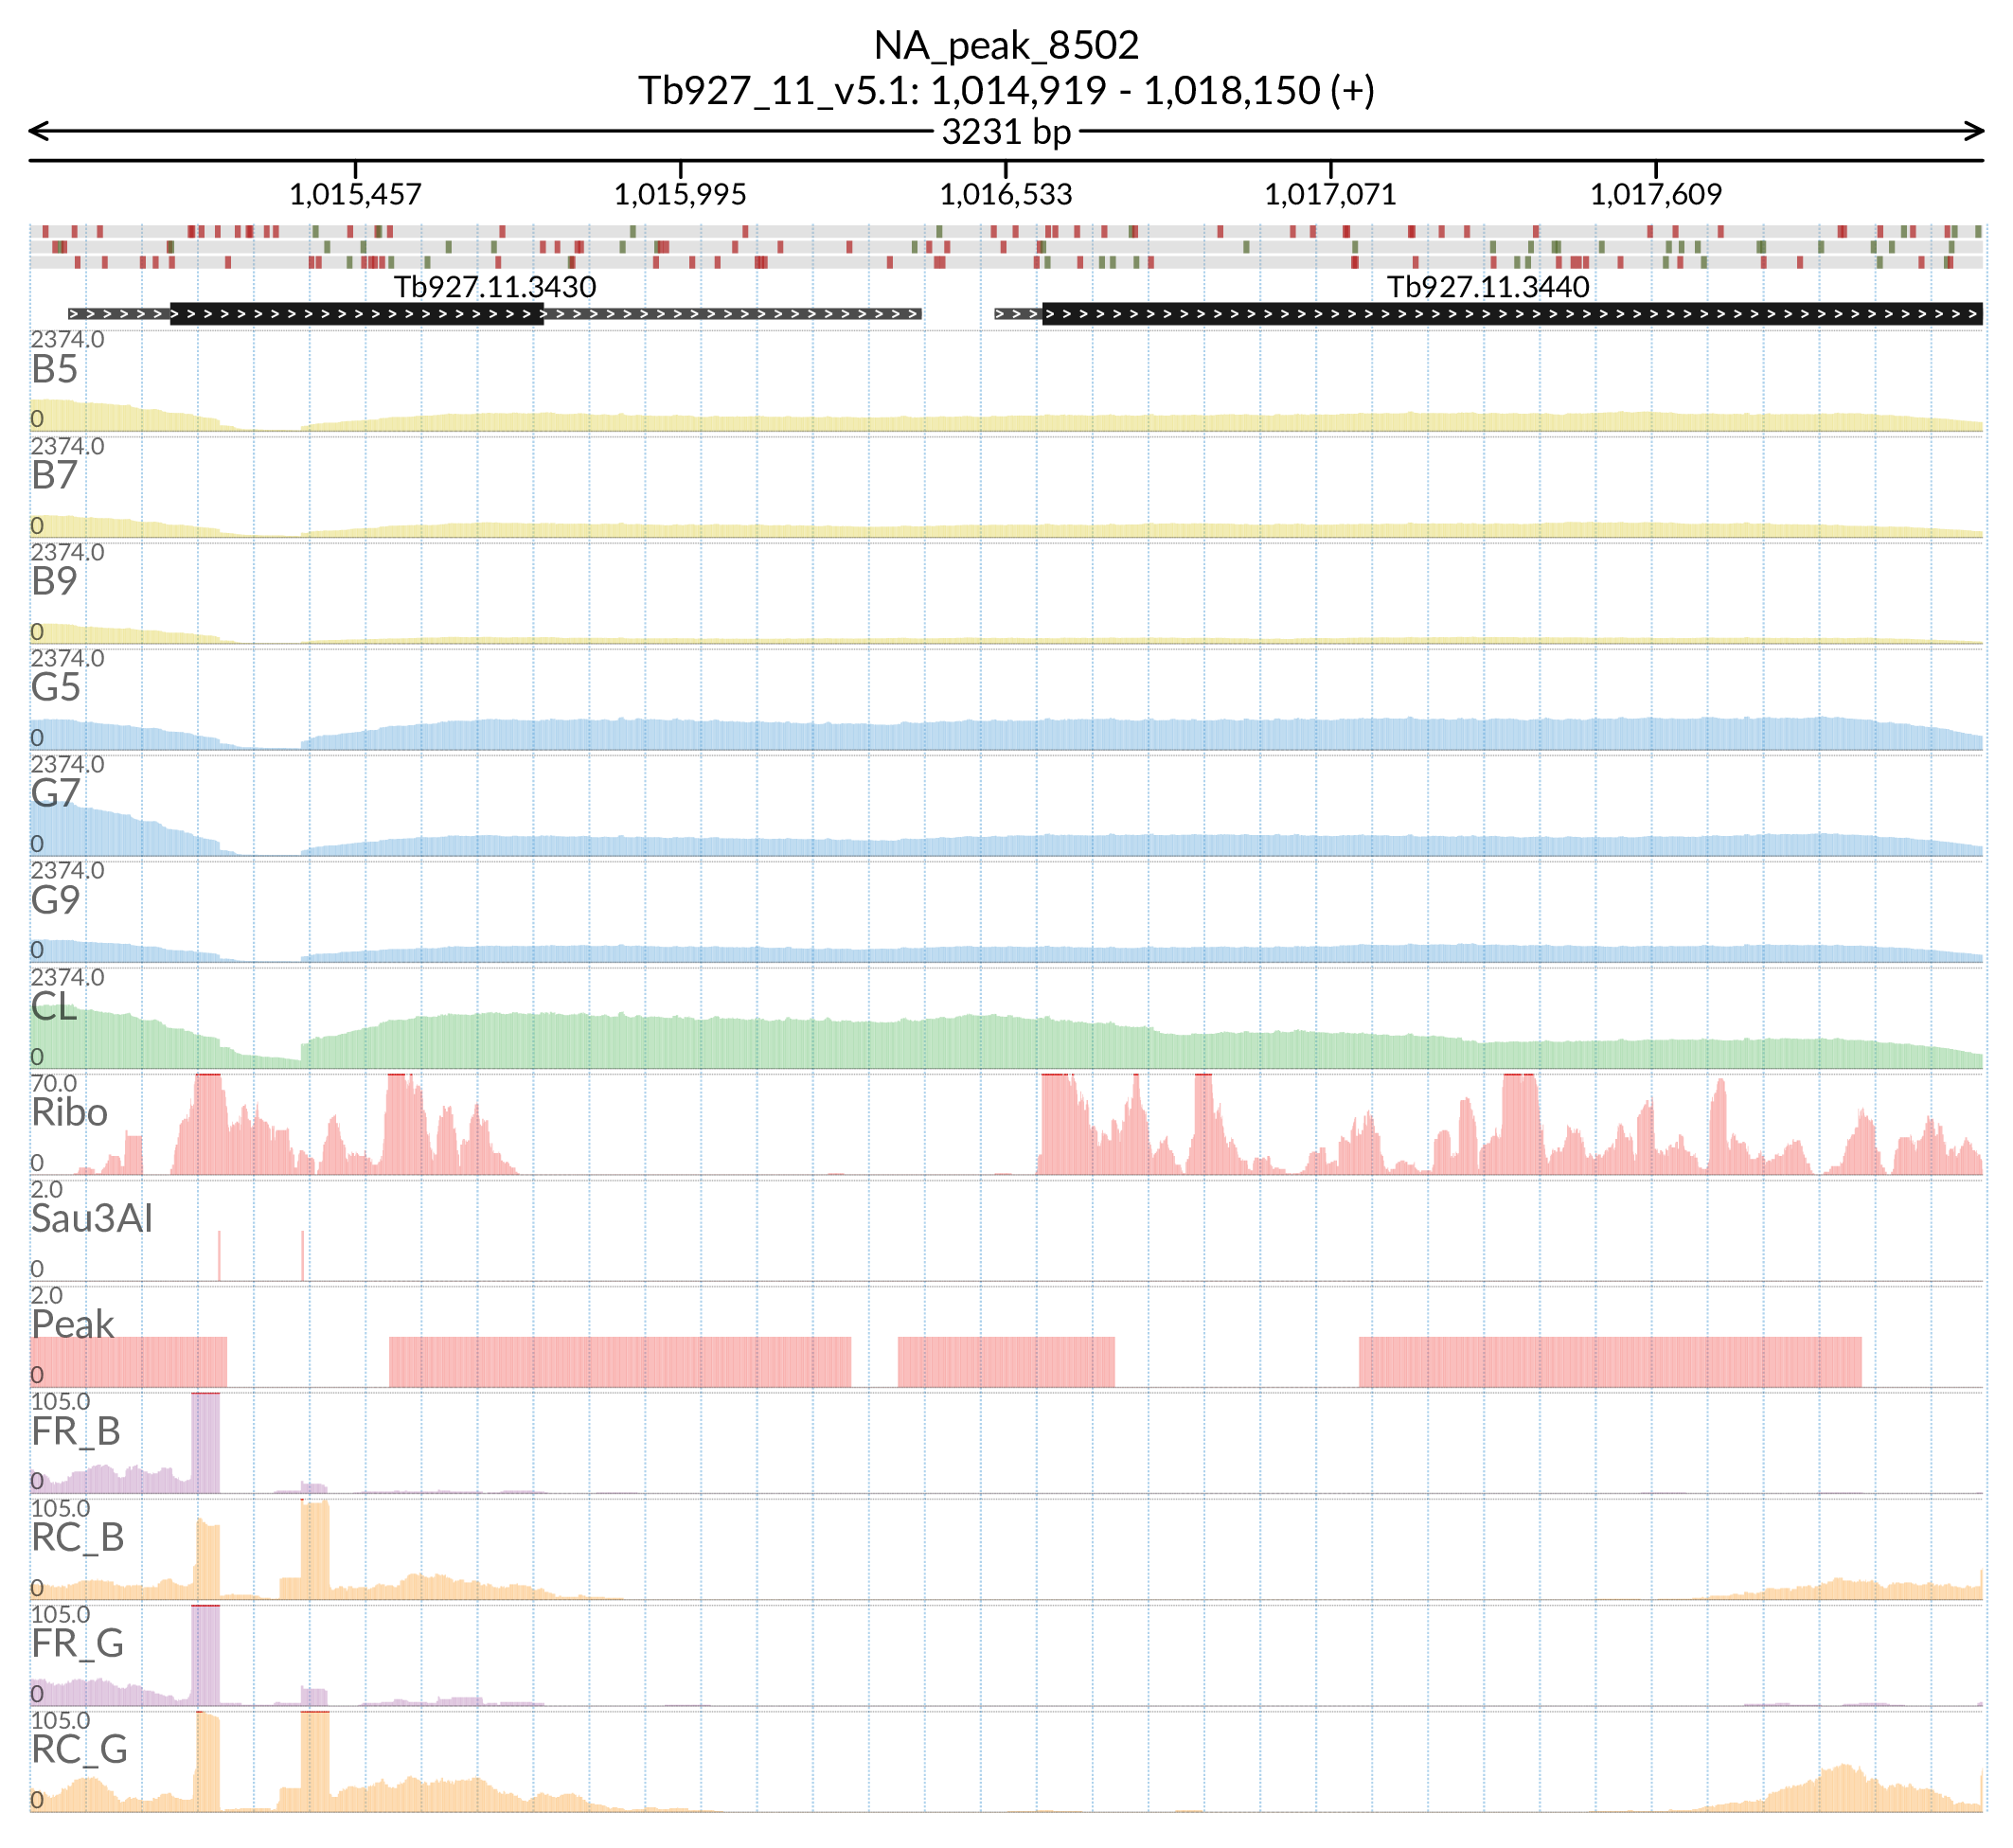 NA_peak_8502
Tb927_11_v5.1: 1,014,919 - 1,018,150 (+)
3231 bp
1,015,457 1,015,995 1,016,533 1,017,071 1,017,609
Tb927.11.3430 Tb927.11.3440
2374.0
B5
0
2374.0
B7
0
2374.0
B9
0
2374.0
G5
0
2374.0
G7
0
2374.0
G9
0
2374.0
CL
0
70.0
Ribo
0
2.0
Sau3AI
0
2.0
Peak
0
105.0
FR_B
0
105.0
RC_B
0
105.0
FR_G
0
105.0
RC_G
0